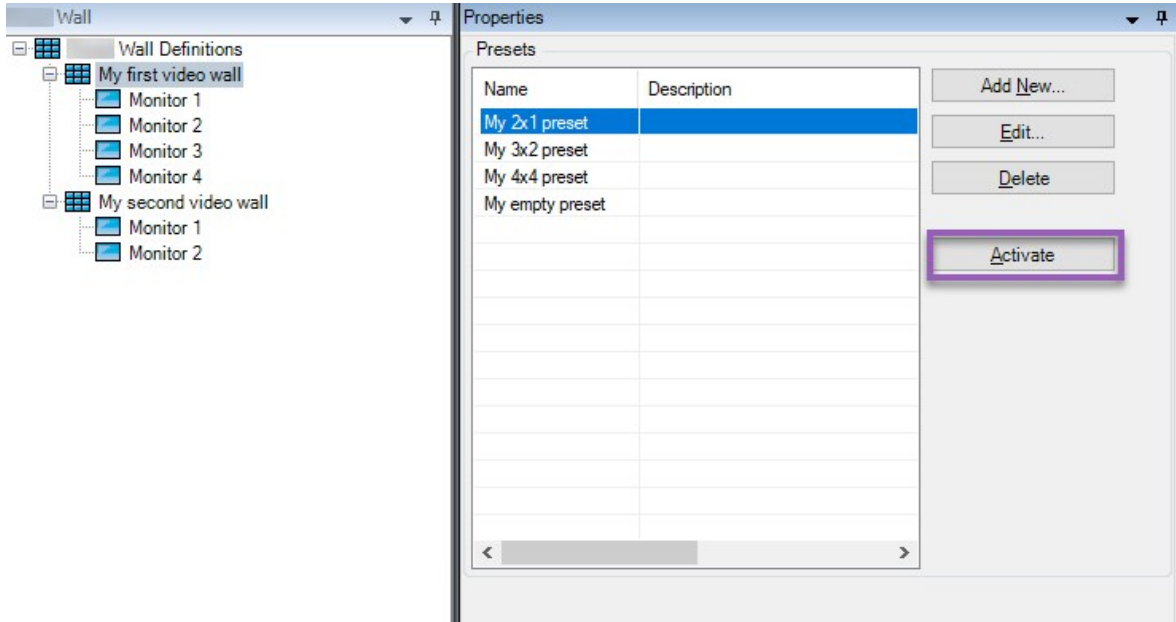 Wall
Wall Definitions
My first video wall
Monitor 1
Monitor 2
Monitor 3
Monitor 4
My second video wall
Monitor 1
Monitor 2
Properties
Presets
Name Description
My 2x1 preset
My 3x2 preset
My 4x4 preset
My empty preset
Add New...
Edit...
Delete
Activate